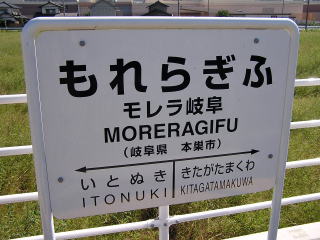 もれらぎふ
モレラ岐阜
MORERAGIFU
(岐阜県 本巣市)
いとぬき きたがたまくわ
ITONUKI KITAGATAMAKUWA